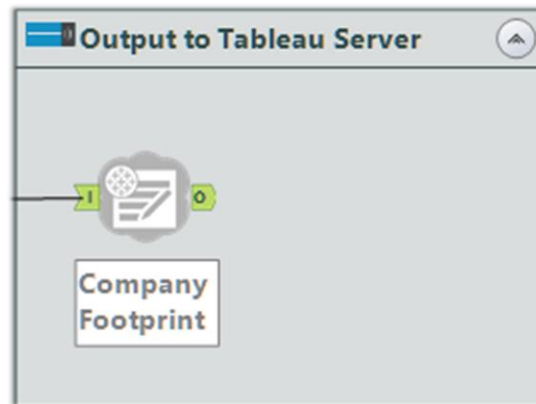 Output to Tableau Server
I
O
Company
Footprint